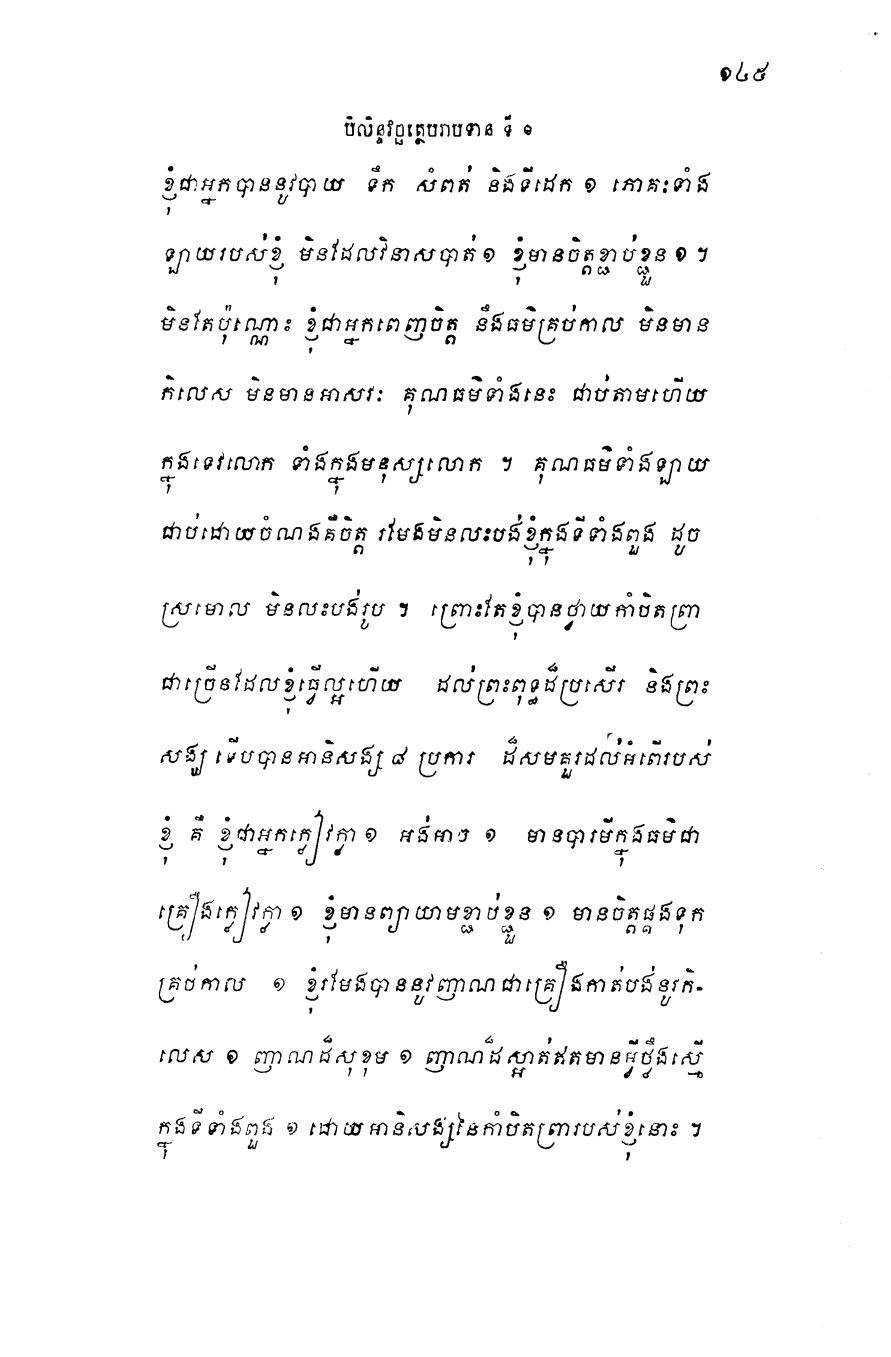 ១៤៥
បិលិន្ទវច្ឆត្ថេរាបទាន ទី ១
ខ្ញុំជាអ្នកបាននូវបាយ ទឹក សំពត់ និងទីដេក ១ ភោគៈទាំង
ឡាយរបស់ខ្ញុំ មិនដែលវិនាសបាត់ ១ ខ្ញុំមានចិត្តខ្ជាប់ខ្ជួន ១ ។
មិនតែប៉ុណ្ណោះ ខ្ញុំជាអ្នកពេញចិត្ត នឹងធម៌គ្រប់កាល មិនមាន
កិលេស មិនមានអាសវៈ គុណធម៌ទាំងនេះ ជាប់តាមហើយ
ក្នុងទេវលោក ទាំងក្នុងមនុស្សលោក ។ គុណធម៌ទាំងឡាយ
ជាប់ដោយចំណងគឺចិត្ត រមែងមិនលះបង់ខ្ញុំក្នុងទីទាំងពួង ដូច
ស្រមោល មិនលះបង់រូប ។ ព្រោះតែខ្ញុំបានថ្វាយកាំបិតព្រា
ជាច្រើនដែលខ្ញុំធ្វើល្អហើយ ដល់ព្រះពុទ្ធដ៏ប្រសើរ និងព្រះ
សង្ឃ ទើបបានអានិសង្ស ៨ ប្រការ ដ៏សមគួរដល់អំពើរបស់
ខ្ញុំ គឺ ខ្ញុំជាអ្នកក្លៀវក្លា ១ អង់អាច ១ មានបារមីក្នុងធម៌ជា
គ្រឿងក្លៀវក្លា ១ ខ្ញុំមានព្យាយាមខ្ជាប់ខ្ជួន ១ មានចិត្តផ្គងទុក
គ្រប់កាល ១ ខ្ញុំរមែងបាននូវញាណជាគ្រឿងកាត់បង់នូវកិ-
លេស ១ ញាណដ៏សុខុម ១ ញាណដ៏ស្អាតឥតមានអ្វីថ្លឹងស្មើ
ក្នុងទីទាំងពួង ១ ដោយអានិសង្សនៃកាំបិតព្រារបស់ខ្ញុំនោះ ។